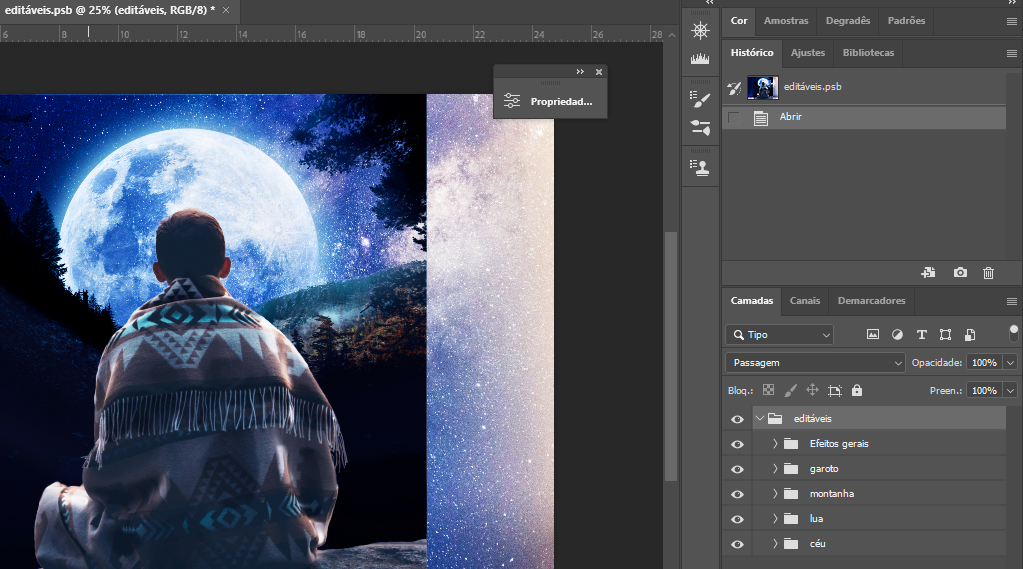 editáveis.psb @ 25% (editáveis, RGB/8) * ×
6 8 10 12 14 16 18 20 22 24 26 28
Propriedad...
Cor Amostras Degradês Padrões
Histórico Ajustes Bibliotecas
editáveis.psb
Abrir
Camadas Canais Demarcadores
Tipo
Passagem Opacidade: 100%
Bloq.: Preen.: 100%
editáveis
Efeitos gerais
garoto
montanha
lua
céu